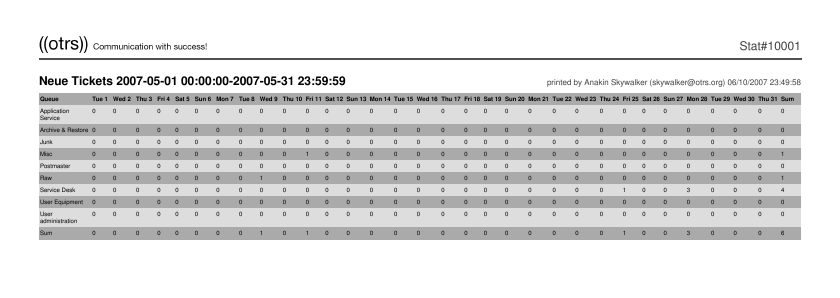 ((otrs)) Communication with success! Stat#10001
Neue Tickets 2007-05-01 00:00:00-2007-05-31 23:59:59 printed by Anakin Skywalker (skywalker@otrs.org) 06/10/2007 23:49:58
Queue Tue 1 Wed 2 Thu 3 Fri 4 Sat 5 Sun 6 Mon 7 Tue 8 Wed 9 Thu 10 Fri 11 Sat 12 Sun 13 Mon 14 Tue 15 Wed 16 Thu 17 Fri 18 Sat 19 Sun 20 Mon 21 Tue 22 Wed 23 Thu 24 Fri 25 Sat 26 Sun 27 Mon 28 Tue 29 Wed 30 Thu 31 Sum
Application 0 0 0 0 0 0 0 0 0 0 0 0 0 0 0 0 0 0 0 0 0 0 0 0 0 0 0 0 0 0 0 0
Service
Archive & Restore 0 0 0 0 0 0 0 0 0 0 0 0 0 0 0 0 0 0 0 0 0 0 0 0 0 0 0 0 0 0 0 0
Junk 0 0 0 0 0 0 0 0 0 0 0 0 0 0 0 0 0 0 0 0 0 0 0 0 0 0 0 0 0 0 0 0
Misc 0 0 0 0 0 0 0 0 0 0 1 0 0 0 0 0 0 0 0 0 0 0 0 0 0 0 0 0 0 0 0 1
Postmaster 0 0 0 0 0 0 0 0 0 0 0 0 0 0 0 0 0 0 0 0 0 0 0 0 0 0 0 0 0 0 0 0
Raw 0 0 0 0 0 0 0 0 1 0 0 0 0 0 0 0 0 0 0 0 0 0 0 0 0 0 0 0 0 0 0 1
Service Desk 0 0 0 0 0 0 0 0 0 0 0 0 0 0 0 0 0 0 0 0 0 0 0 0 1 0 0 3 0 0 0 4
User Equipment 0 0 0 0 0 0 0 0 0 0 0 0 0 0 0 0 0 0 0 0 0 0 0 0 0 0 0 0 0 0 0 0
User 0 0 0 0 0 0 0 0 0 0 0 0 0 0 0 0 0 0 0 0 0 0 0 0 0 0 0 0 0 0 0 0
administration
Sum 0 0 0 0 0 0 0 0 1 0 1 0 0 0 0 0 0 0 0 0 0 0 0 0 1 0 0 3 0 0 0 6